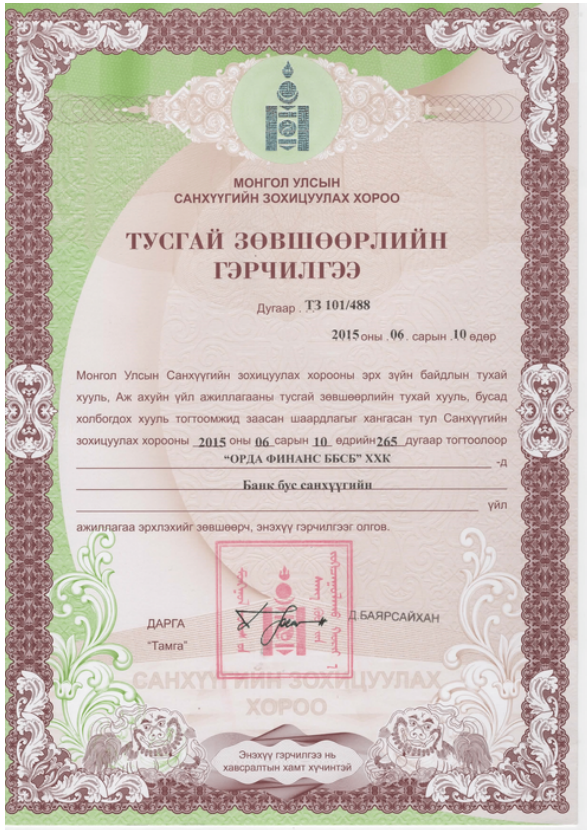 МОНГОЛ УЛСЫН
САНХҮҮГИЙН ЗОХИЦУУЛАХ ХОРОО
ТУСГАЙ ЗӨВШӨӨРЛИЙН
ГЭРЧИЛГЭЭ
Дугаар . ТЗ 101/488
2015 оны .06 . сарын .10 өдөр
Монгол Улсын Санхүүгийн зохицуулах хорооны эрх зүйн байдлын тухай
хууль, Аж ахуйн үйл ажиллагааны тусгай зөвшөөрлийн тухай хууль, бусад
холбогдох хууль тогтоомжид заасан шаардлагыг хангасан тул Санхүүгийн
зохицуулах хорооны 2015 оны 06 сарын 10 өдрийн 265 дугаар тогтоолоор
“ОРДА ФИНАНС ББСБ” ХХК -д
Банк бус санхүүгийн
үйл
ажиллагаа эрхлэхийг зөвшөөрч, энэхүү гэрчилгээг олгов.
ДАРГА Д.БАЯРСАЙХАН
“Тамга”
САНХҮҮГИЙН ЗОХИЦУУЛАХ
ХОРОО
Энэхүү гэрчилгээ нь
хавсралтын хамт хүчинтэй